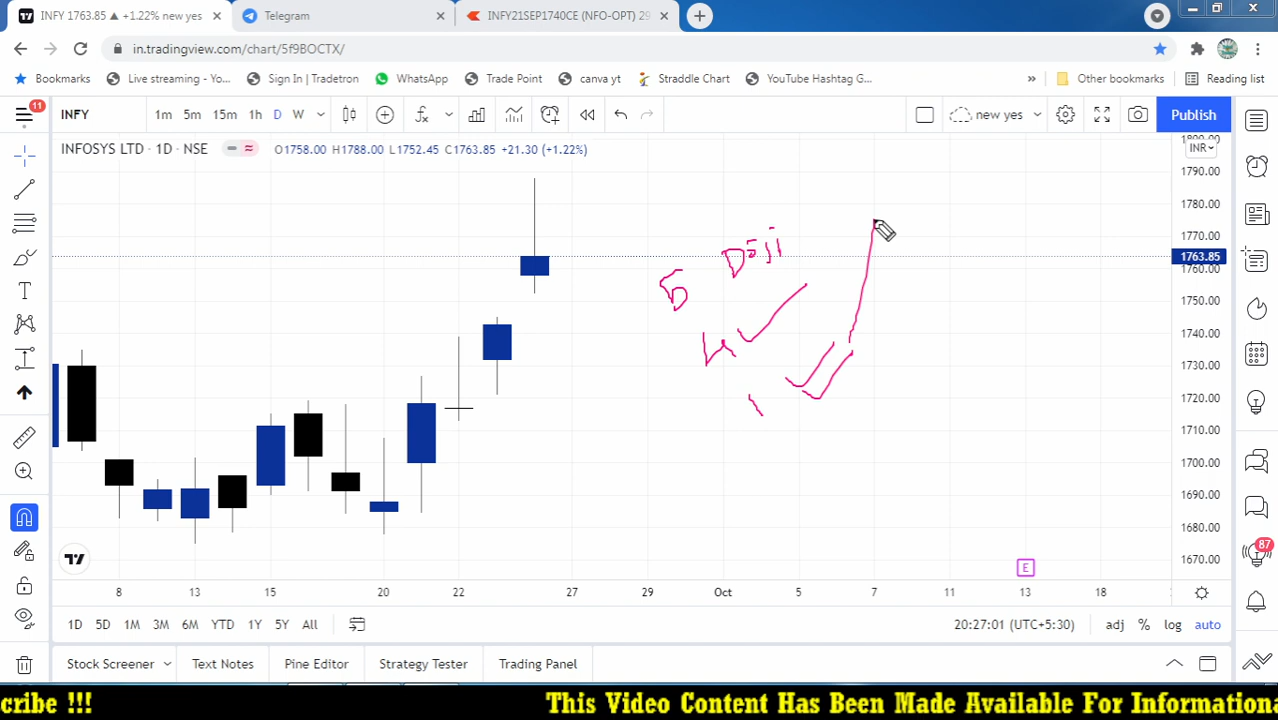 INFY 1763.85 ▲ +1.22% new yes
Telegram
INFY21SEP1740CE (NFO-OPT) 29
in.tradingview.com/chart/5f9BOCTX/
Bookmarks
Live streaming - Yo...
Sign In | Tradetron
WhatsApp
Trade Point
canva yt
Straddle Chart
YouTube Hashtag G...
»
Other bookmarks
Reading list
11
INFY
1m 5m 15m 1h D W
new yes
Publish
INFOSYS LTD · 1D · NSE
O1758.00 H1788.00 L1752.45 C1763.85 +21.30 (+1.22%)
1800.00
INR
1790.00
1780.00
1770.00
1763.85
1760.00
1750.00
1740.00
1730.00
1720.00
1710.00
1700.00
1690.00
1680.00
1670.00
Doji
5
E
87
8 13 15 20 22 27 29 Oct 5 7 11 13 18
1D 5D 1M 3M 6M YTD 1Y 5Y All
20:27:01 (UTC+5:30)
adj % log auto
Stock Screener
Text Notes
Pine Editor
Strategy Tester
Trading Panel
cribe !!! This Video Content Has Been Made Available For Informationa